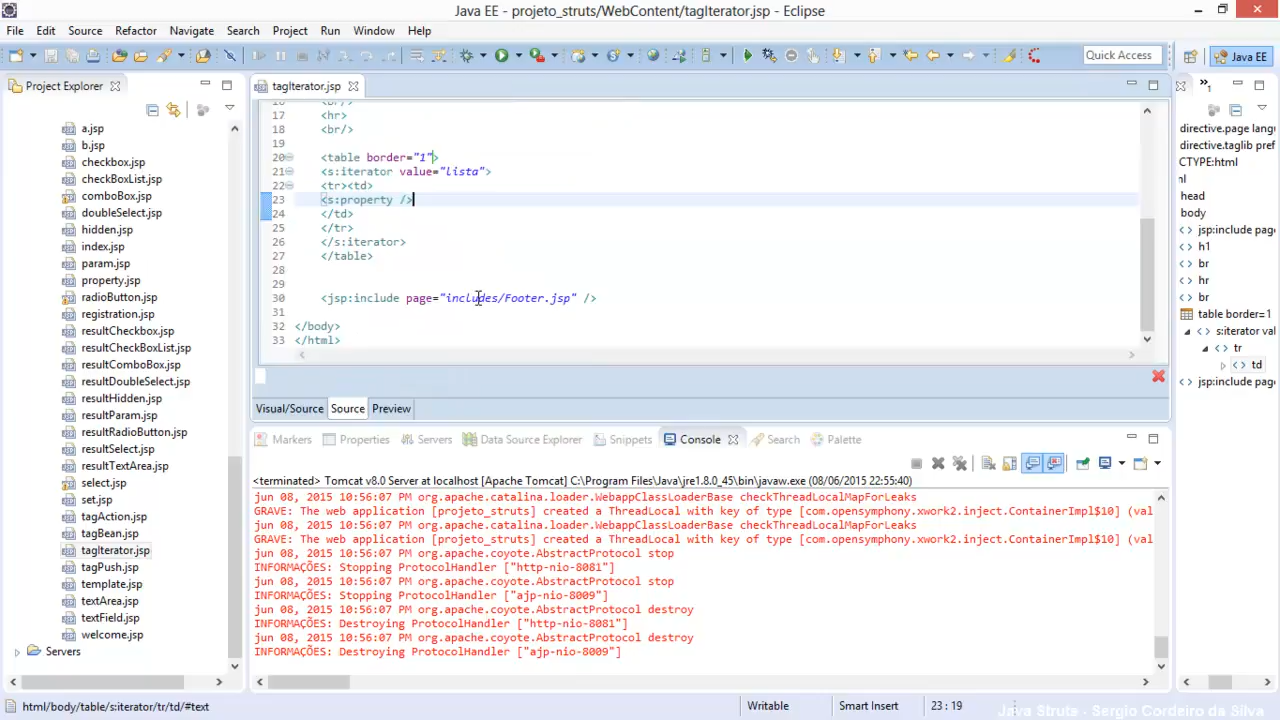 Java EE - projeto_struts/WebContent/tagIterator.jsp - Eclipse
File Edit Source Refactor Navigate Search Project Run Window Help
Quick Access
Java EE
Project Explorer
a.jsp
b.jsp
checkbox.jsp
checkBoxList.jsp
comboBox.jsp
doubleSelect.jsp
hidden.jsp
index.jsp
param.jsp
property.jsp
radioButton.jsp
registration.jsp
resultCheckbox.jsp
resultCheckBoxList.jsp
resultComboBox.jsp
resultDoubleSelect.jsp
resultHidden.jsp
resultParam.jsp
resultRadioButton.jsp
resultSelect.jsp
resultTextArea.jsp
select.jsp
set.jsp
tagAction.jsp
tagBean.jsp
tagIterator.jsp
tagPush.jsp
template.jsp
textArea.jsp
textField.jsp
welcome.jsp
Servers
tagIterator.jsp
16 <br/>
17 <hr>
18 <br/>
19
20 <table border="1">
21 <s:iterator value="lista">
22 <tr><td>
23 <s:property />
24 </td>
25 </tr>
26 </s:iterator>
27 </table>
28
29
30 <jsp:include page="includes/Footer.jsp" />
31
32 </body>
33 </html>
Visual/Source Source Preview
Markers Properties Servers Data Source Explorer Snippets Console Search Palette
<terminated> Tomcat v8.0 Server at localhost [Apache Tomcat] C:\Program Files\Java\jre1.8.0_45\bin\javaw.exe (08/06/2015 22:55:40)
jun 08, 2015 10:56:07 PM org.apache.catalina.loader.WebappClassLoaderBase checkThreadLocalMapForLeaks
GRAVE: The web application [projeto_struts] created a ThreadLocal with key of type [com.opensymphony.xwork2.inject.ContainerImpl$10] (val
jun 08, 2015 10:56:07 PM org.apache.catalina.loader.WebappClassLoaderBase checkThreadLocalMapForLeaks
GRAVE: The web application [projeto_struts] created a ThreadLocal with key of type [com.opensymphony.xwork2.inject.ContainerImpl$10] (val
jun 08, 2015 10:56:07 PM org.apache.coyote.AbstractProtocol stop
INFORMAÇÕES: Stopping ProtocolHandler ["http-nio-8081"]
jun 08, 2015 10:56:07 PM org.apache.coyote.AbstractProtocol stop
INFORMAÇÕES: Stopping ProtocolHandler ["ajp-nio-8009"]
jun 08, 2015 10:56:07 PM org.apache.coyote.AbstractProtocol destroy
INFORMAÇÕES: Destroying ProtocolHandler ["http-nio-8081"]
jun 08, 2015 10:56:07 PM org.apache.coyote.AbstractProtocol destroy
INFORMAÇÕES: Destroying ProtocolHandler ["ajp-nio-8009"]
»1
directive.page lang
directive.taglib pref
CTYPE:html
nl
head
body
jsp:include page
h1
br
hr
br
table border=1
s:iterator val
tr
td
jsp:include page
html/body/table/s:iterator/tr/td/#text
Writable
Smart Insert
23 : 19
Java Struts - Sergio Cordeiro da Silva